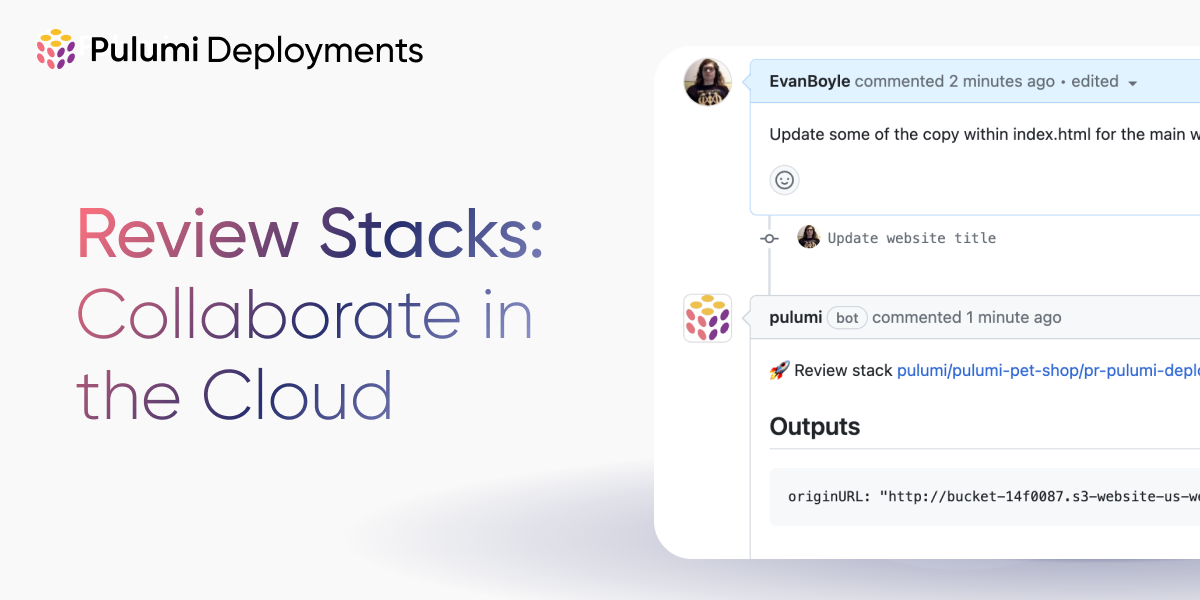 Pulumi Deployments
Review Stacks:
Collaborate in
the Cloud
EvanBoyle commented 2 minutes ago • edited
Update some of the copy within index.html for the main
Update website title
pulumi bot commented 1 minute ago
🚀 Review stack pulumi/pulumi-pet-shop/pr-pulumi-deplo
Outputs
originURL: "http://bucket-14f0087.s3-website-us-we